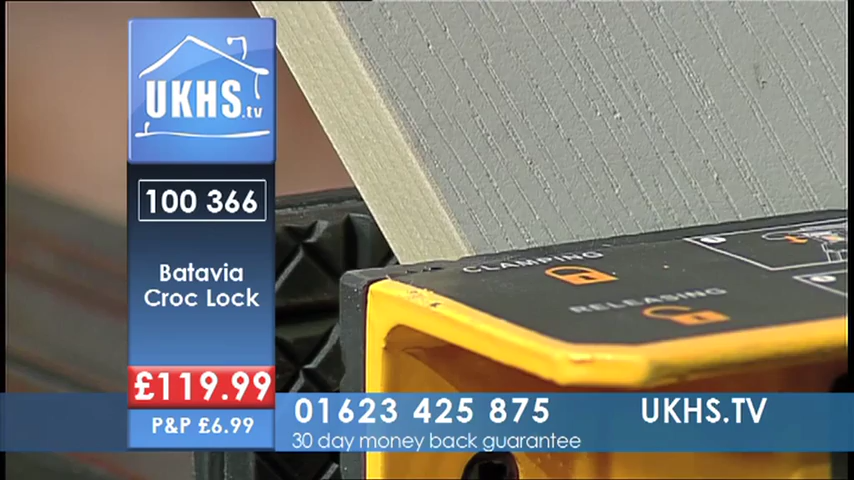 UKHS.tv
100 366
Batavia
Croc Lock
£119.99
P&P £6.99
01623 425 875
30 day money back guarantee
UKHS.TV
CLAMPING
RELEASING